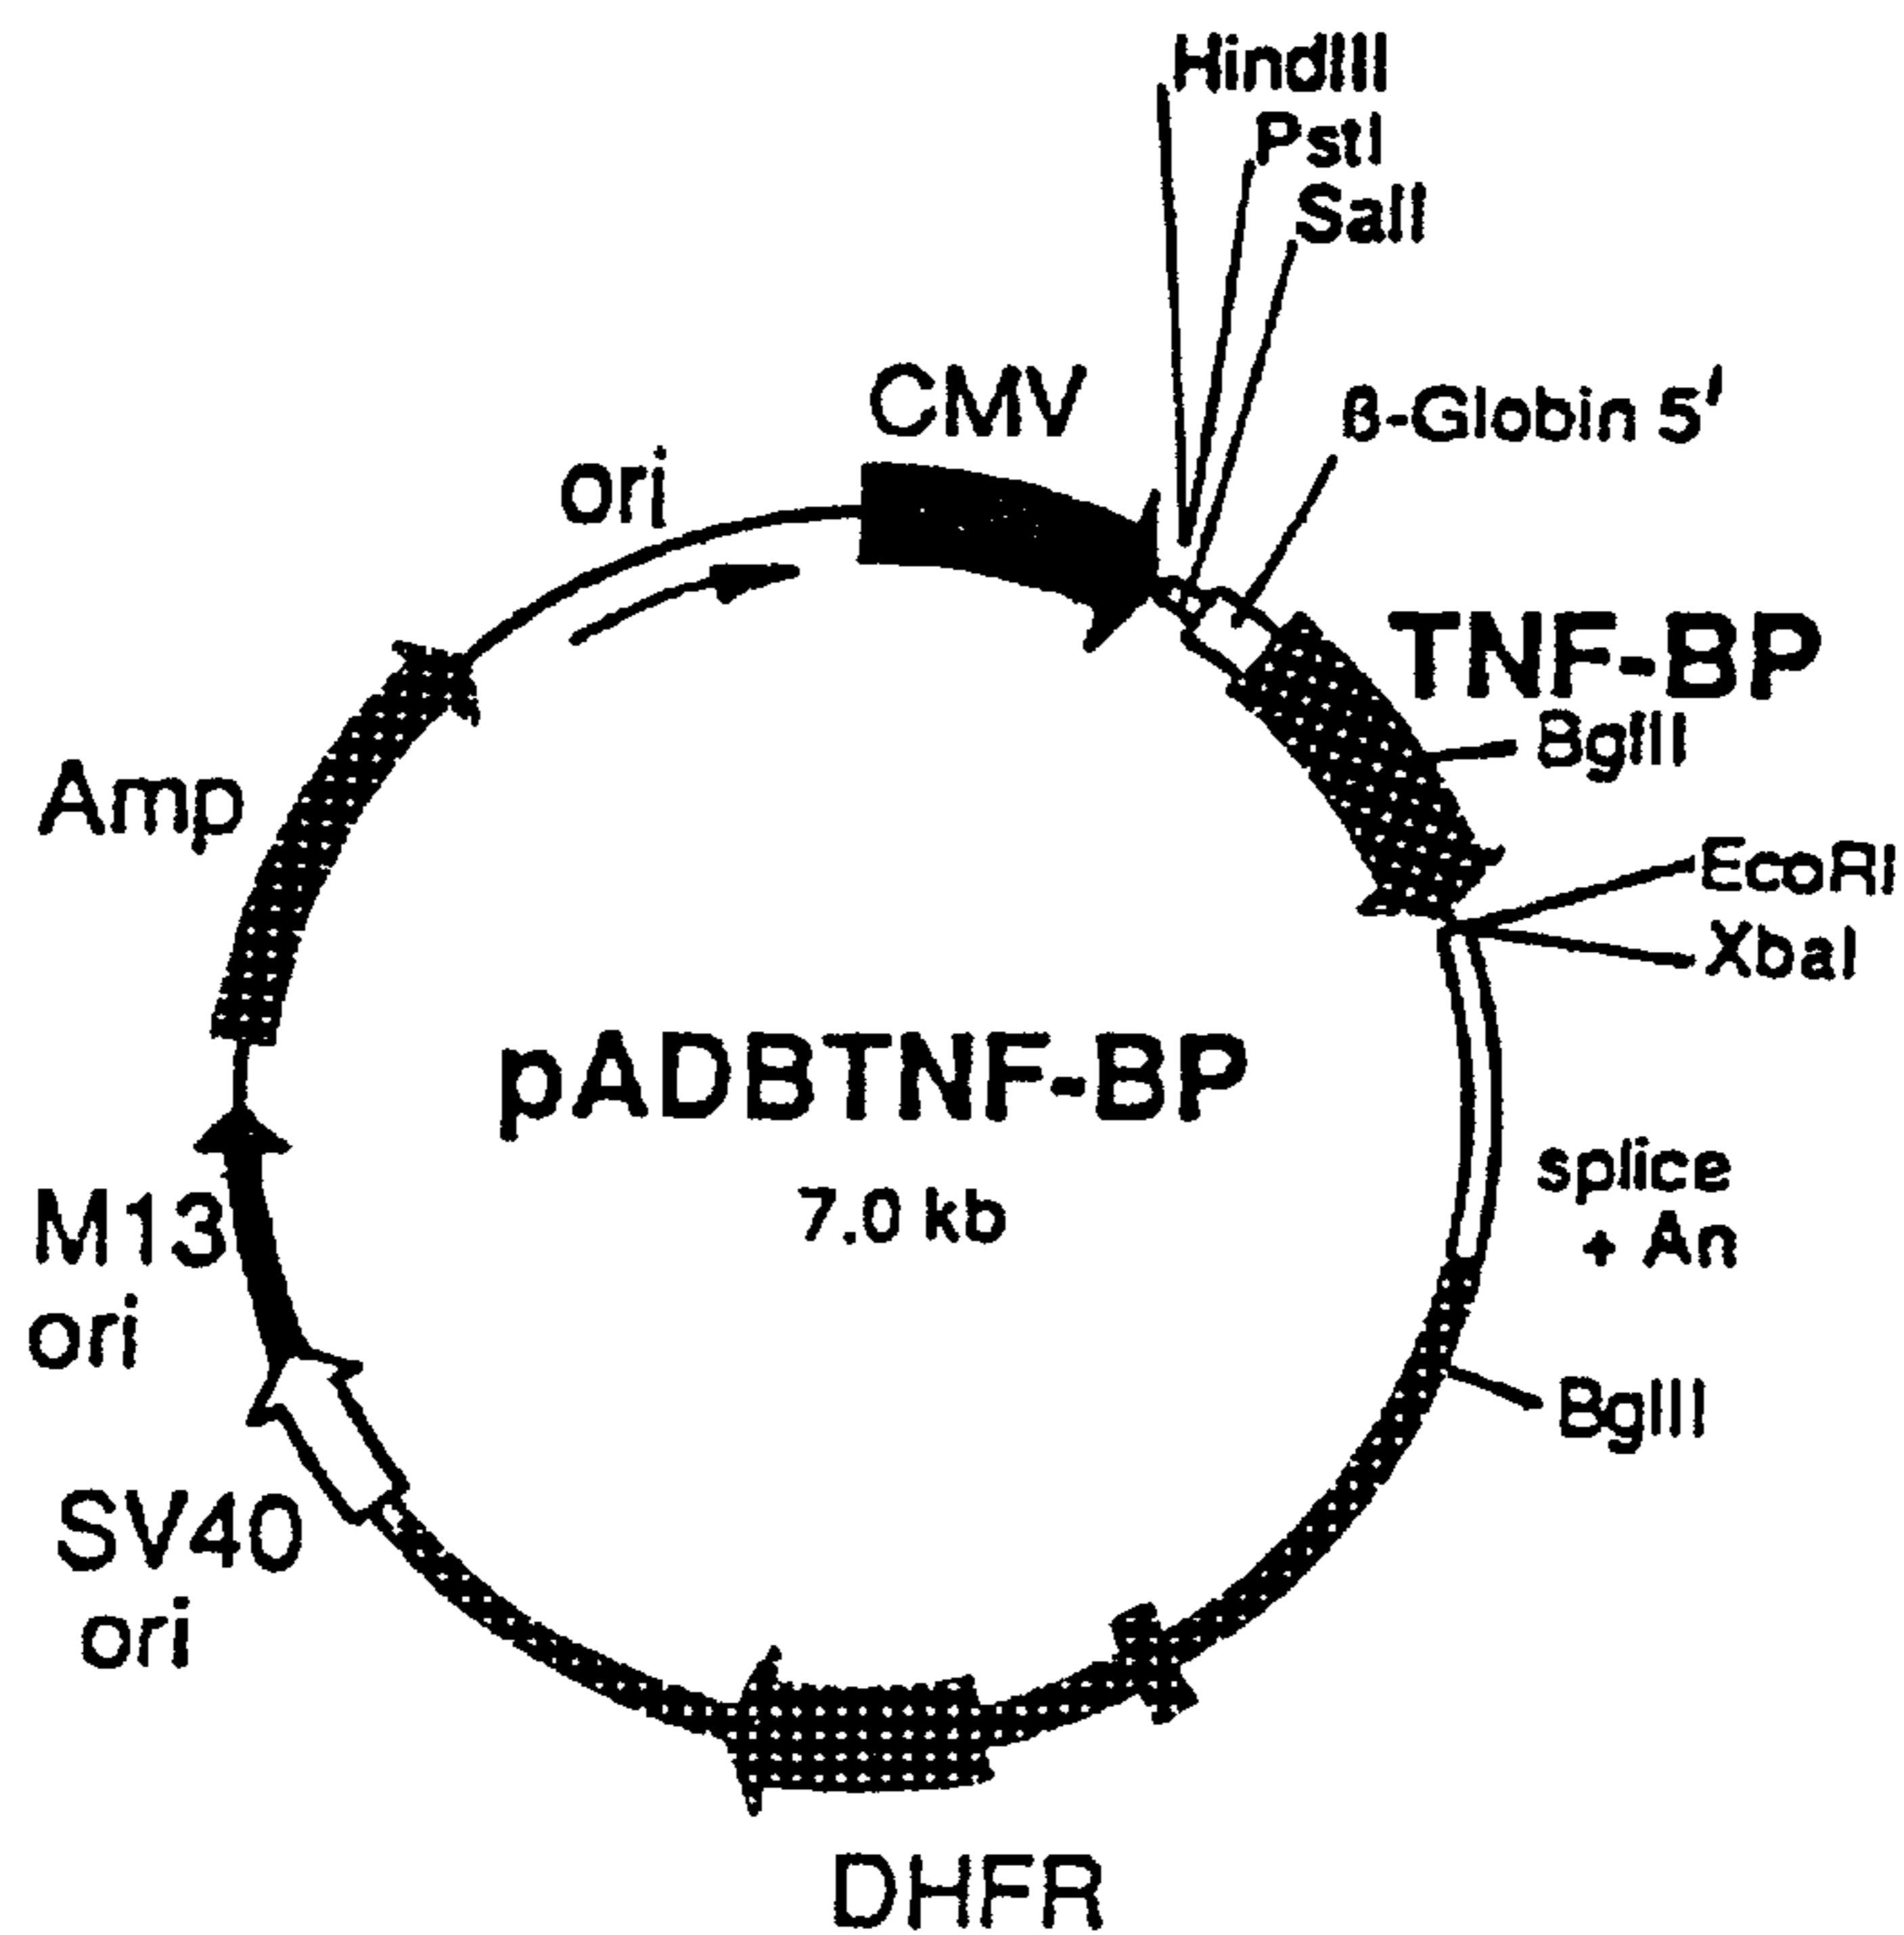 HindIII
PstI
SalI
CMV
ß-Globin 5'
ori
TNF-BP
BglII
Amp
EcoRI
XbaI
pADBTNF-BP
7.0 kb
splice
+ An
M13
ori
BglII
SV40
ori
DHFR